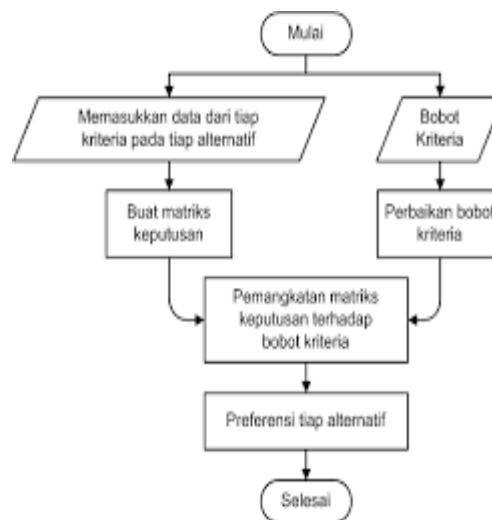 Mulai
Memasukkan data dari tiap
kriteria pada tiap alternatif
Bobot
Kriteria
Buat matriks
keputusan
Perbaikan bobot
kriteria
Pemangkatan matriks
keputusan terhadap
bobot kriteria
Preferensi tiap alternatif
Selesai